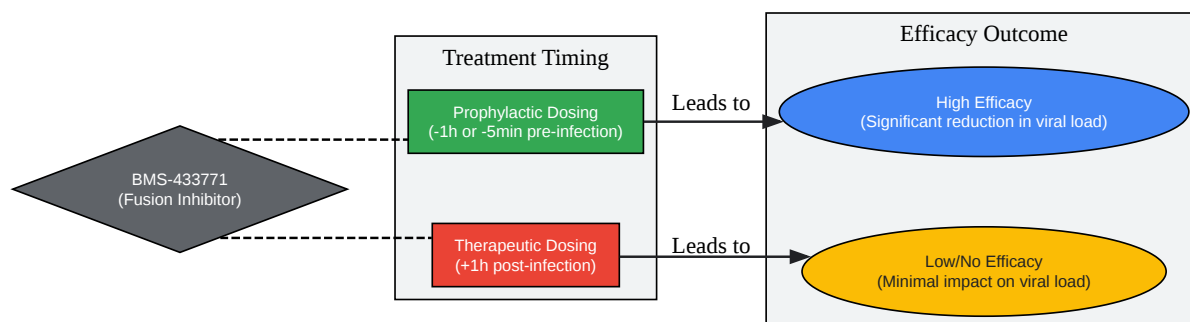 BMS-433771
(Fusion Inhibitor)
Treatment Timing
Prophylactic Dosing
(-1h or -5min pre-infection)
Therapeutic Dosing
(+1h post-infection)
Leads to
Leads to
Efficacy Outcome
High Efficacy
(Significant reduction in viral load)
Low/No Efficacy
(Minimal impact on viral load)